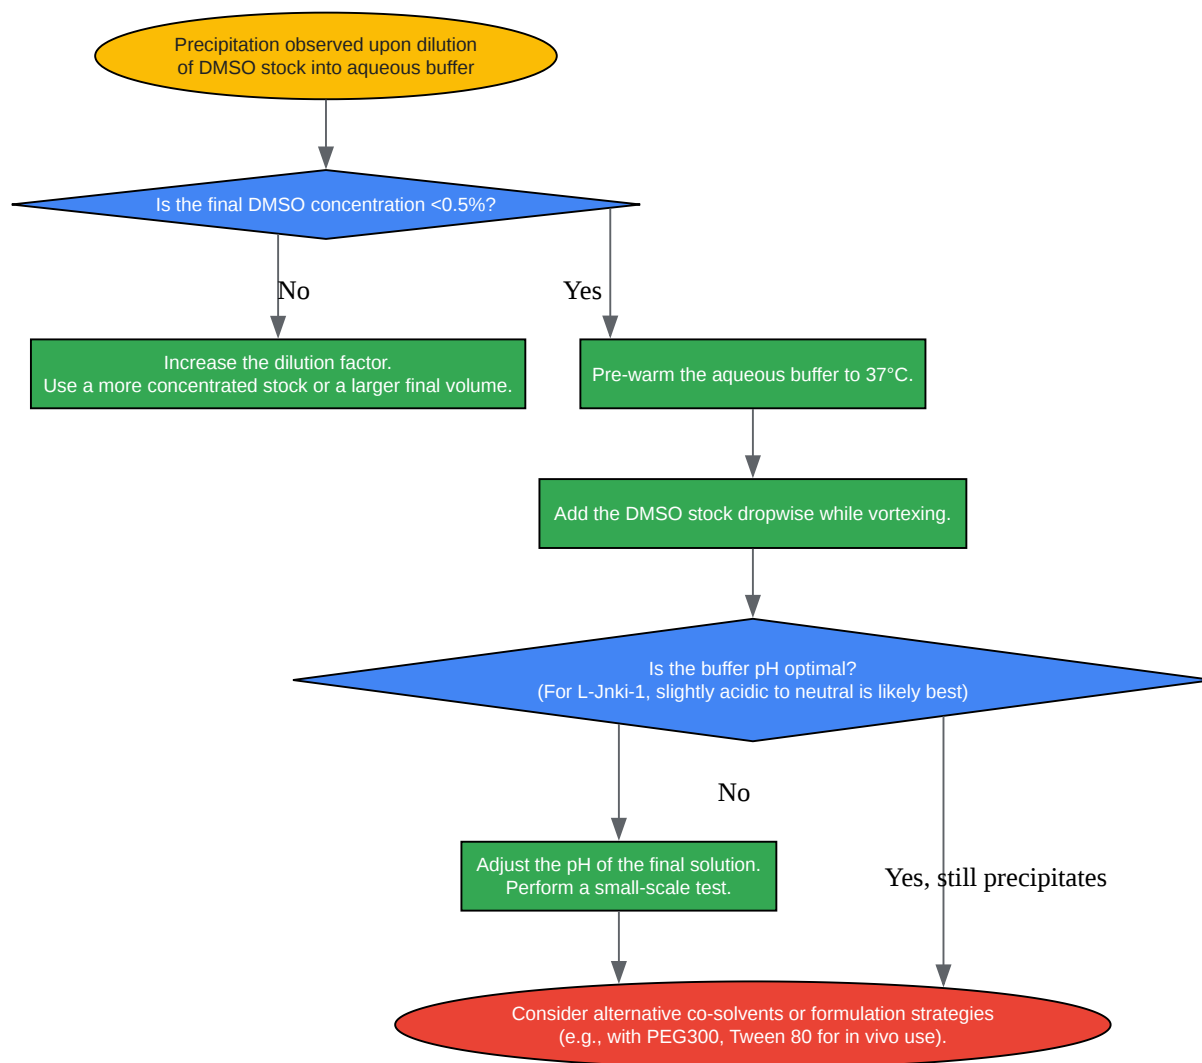 Precipitation observed upon dilution
of DMSO stock into aqueous buffer
Is the final DMSO concentration <0.5%?
No
Yes
Increase the dilution factor.
Use a more concentrated stock or a larger final volume.
Pre-warm the aqueous buffer to 37°C.
Add the DMSO stock dropwise while vortexing.
Is the buffer pH optimal?
(For L-Jnki-1, slightly acidic to neutral is likely best)
No
Adjust the pH of the final solution.
Perform a small-scale test.
Yes, still precipitates
Consider alternative co-solvents or formulation strategies
(e.g., with PEG300, Tween 80 for in vivo use).